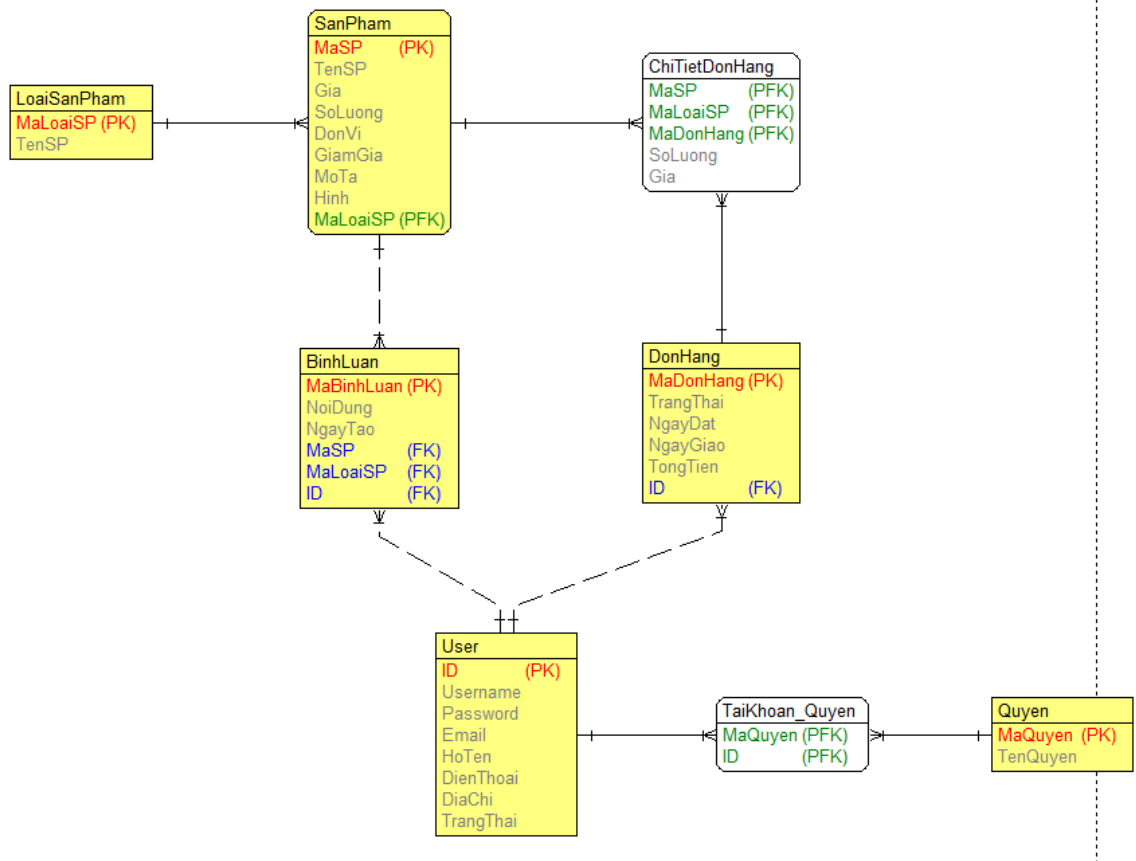 LoaiSanPham
MaLoaiSP (PK)
TenSP
SanPham
MaSP (PK)
TenSP
Gia
SoLuong
DonVi
GiamGia
MoTa
Hinh
MaLoaiSP (PFK)
ChiTietDonHang
MaSP (PFK)
MaLoaiSP (PFK)
MaDonHang (PFK)
SoLuong
Gia
BinhLuan
MaBinhLuan (PK)
NoiDung
NgayTao
MaSP (FK)
MaLoaiSP (FK)
ID (FK)
DonHang
MaDonHang (PK)
TrangThai
NgayDat
NgayGiao
TongTien
ID (FK)
User
ID (PK)
Username
Password
Email
HoTen
DienThoai
DiaChi
TrangThai
TaiKhoan_Quyen
MaQuyen (PFK)
ID (PFK)
Quyen
MaQuyen (PK)
TenQuyen